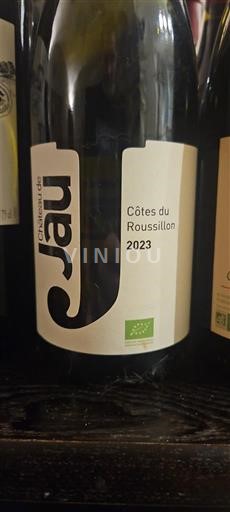 Château de
Jau
Côtes du
Roussillon
2023
VINIOU